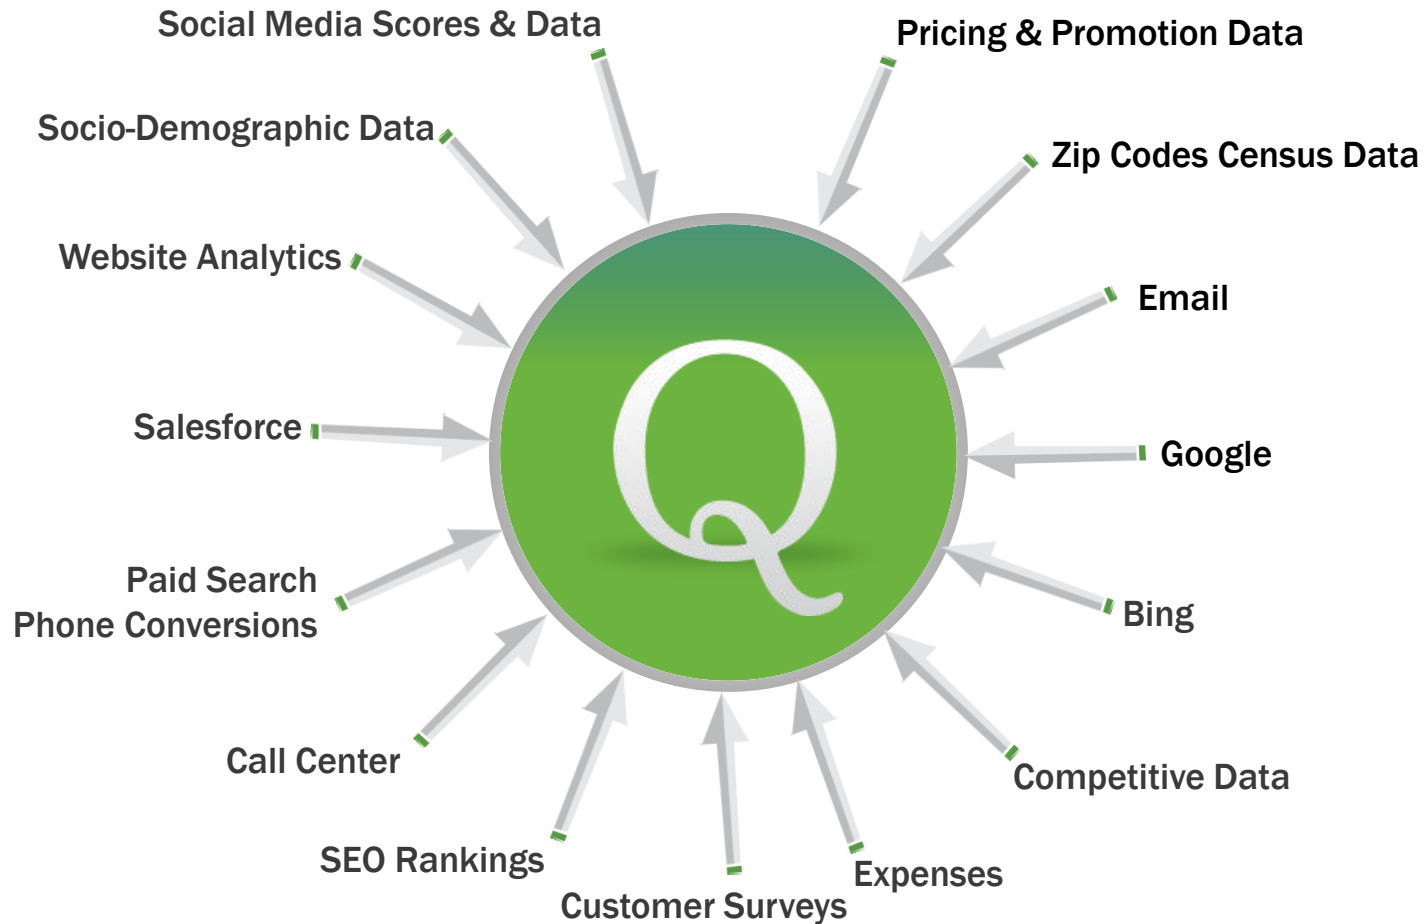 Social Media Scores & Data
Pricing & Promotion Data
Socio-Demographic Data
Zip Codes Census Data
Website Analytics
Email
Salesforce
Google
Q
Paid Search
Phone Conversions
Bing
Call Center
Competitive Data
SEO Rankings
Expenses
Customer Surveys